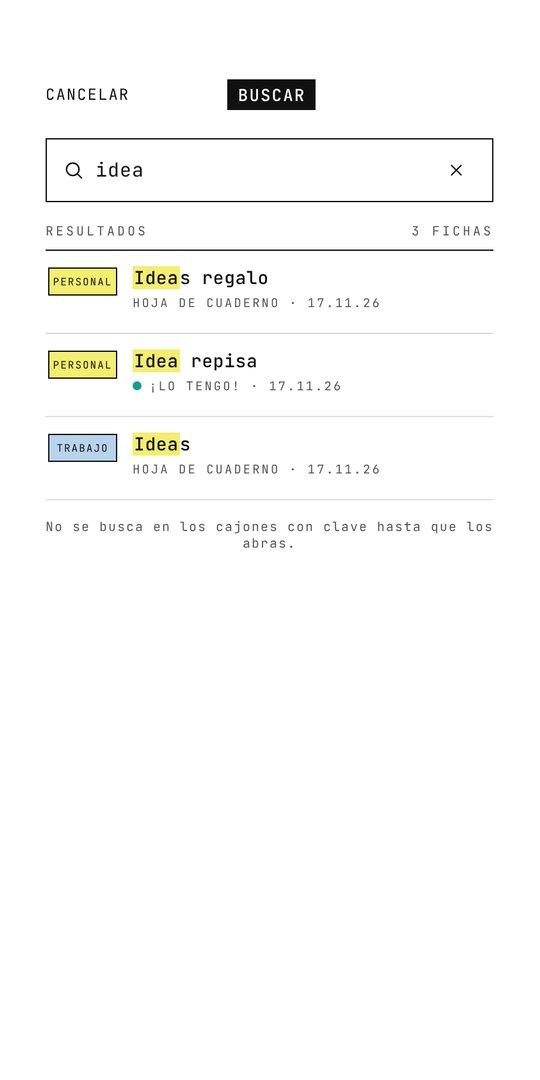 CANCELAR BUSCAR
idea
RESULTADOS 3 FICHAS
PERSONAL Ideas regalo
HOJA DE CUADERNO · 17.11.26
PERSONAL Idea repisa
¡LO TENGO! · 17.11.26
TRABAJO Ideas
HOJA DE CUADERNO · 17.11.26
No se busca en los cajones con clave hasta que los
abras.